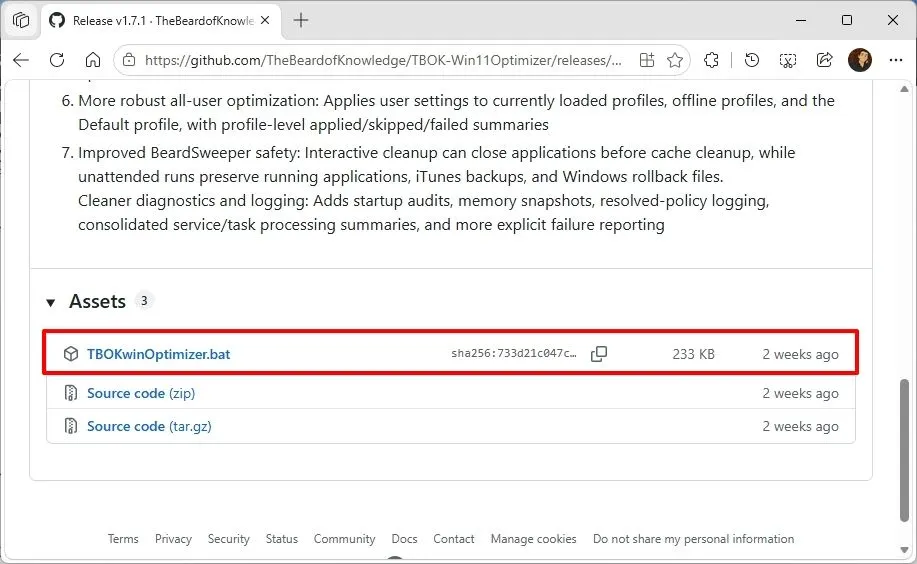 Release v1.7.1 · TheBeardofKnowle
https://github.com/TheBeardofKnowledge/TBOK-Win11Optimizer/releases/...
6. More robust all-user optimization: Applies user settings to currently loaded profiles, offline profiles, and the
Default profile, with profile-level applied/skipped/failed summaries
7. Improved BeardSweeper safety: Interactive cleanup can close applications before cache cleanup, while
unattended runs preserve running applications, iTunes backups, and Windows rollback files.
Cleaner diagnostics and logging: Adds startup audits, memory snapshots, resolved-policy logging,
consolidated service/task processing summaries, and more explicit failure reporting
Assets 3
TBOKwinOptimizer.bat sha256:733d21c047c… 233 KB 2 weeks ago
Source code (zip) 2 weeks ago
Source code (tar.gz) 2 weeks ago
Terms Privacy Security Status Community Docs Contact Manage cookies Do not share my personal information